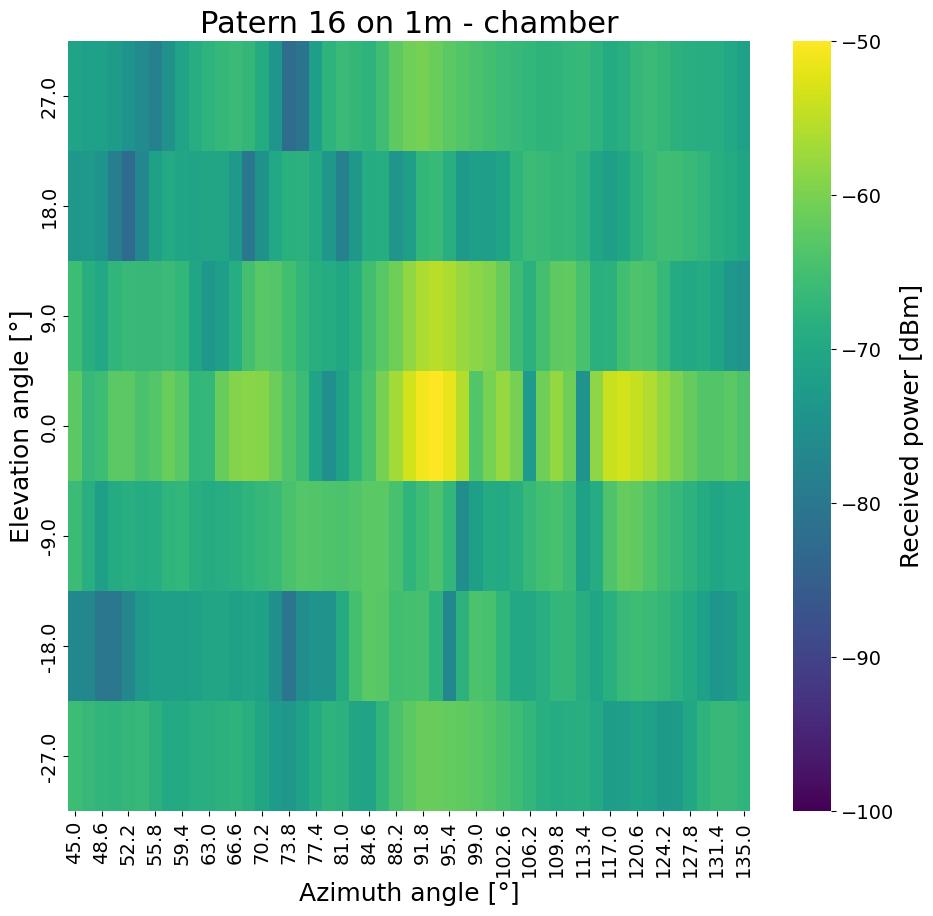 Patern 16 on 1m - chamber
Elevation angle [°]
27.0
18.0
9.0
0.0
-9.0
-18.0
-27.0
45.0 48.6 52.2 55.8 59.4 63.0 66.6 70.2 73.8 77.4 81.0 84.6 88.2 91.8 95.4 99.0 102.6 106.2 109.8 113.4 117.0 120.6 124.2 127.8 131.4 135.0
Azimuth angle [°]
−50
−60
−70
−80
−90
−100
Received power [dBm]